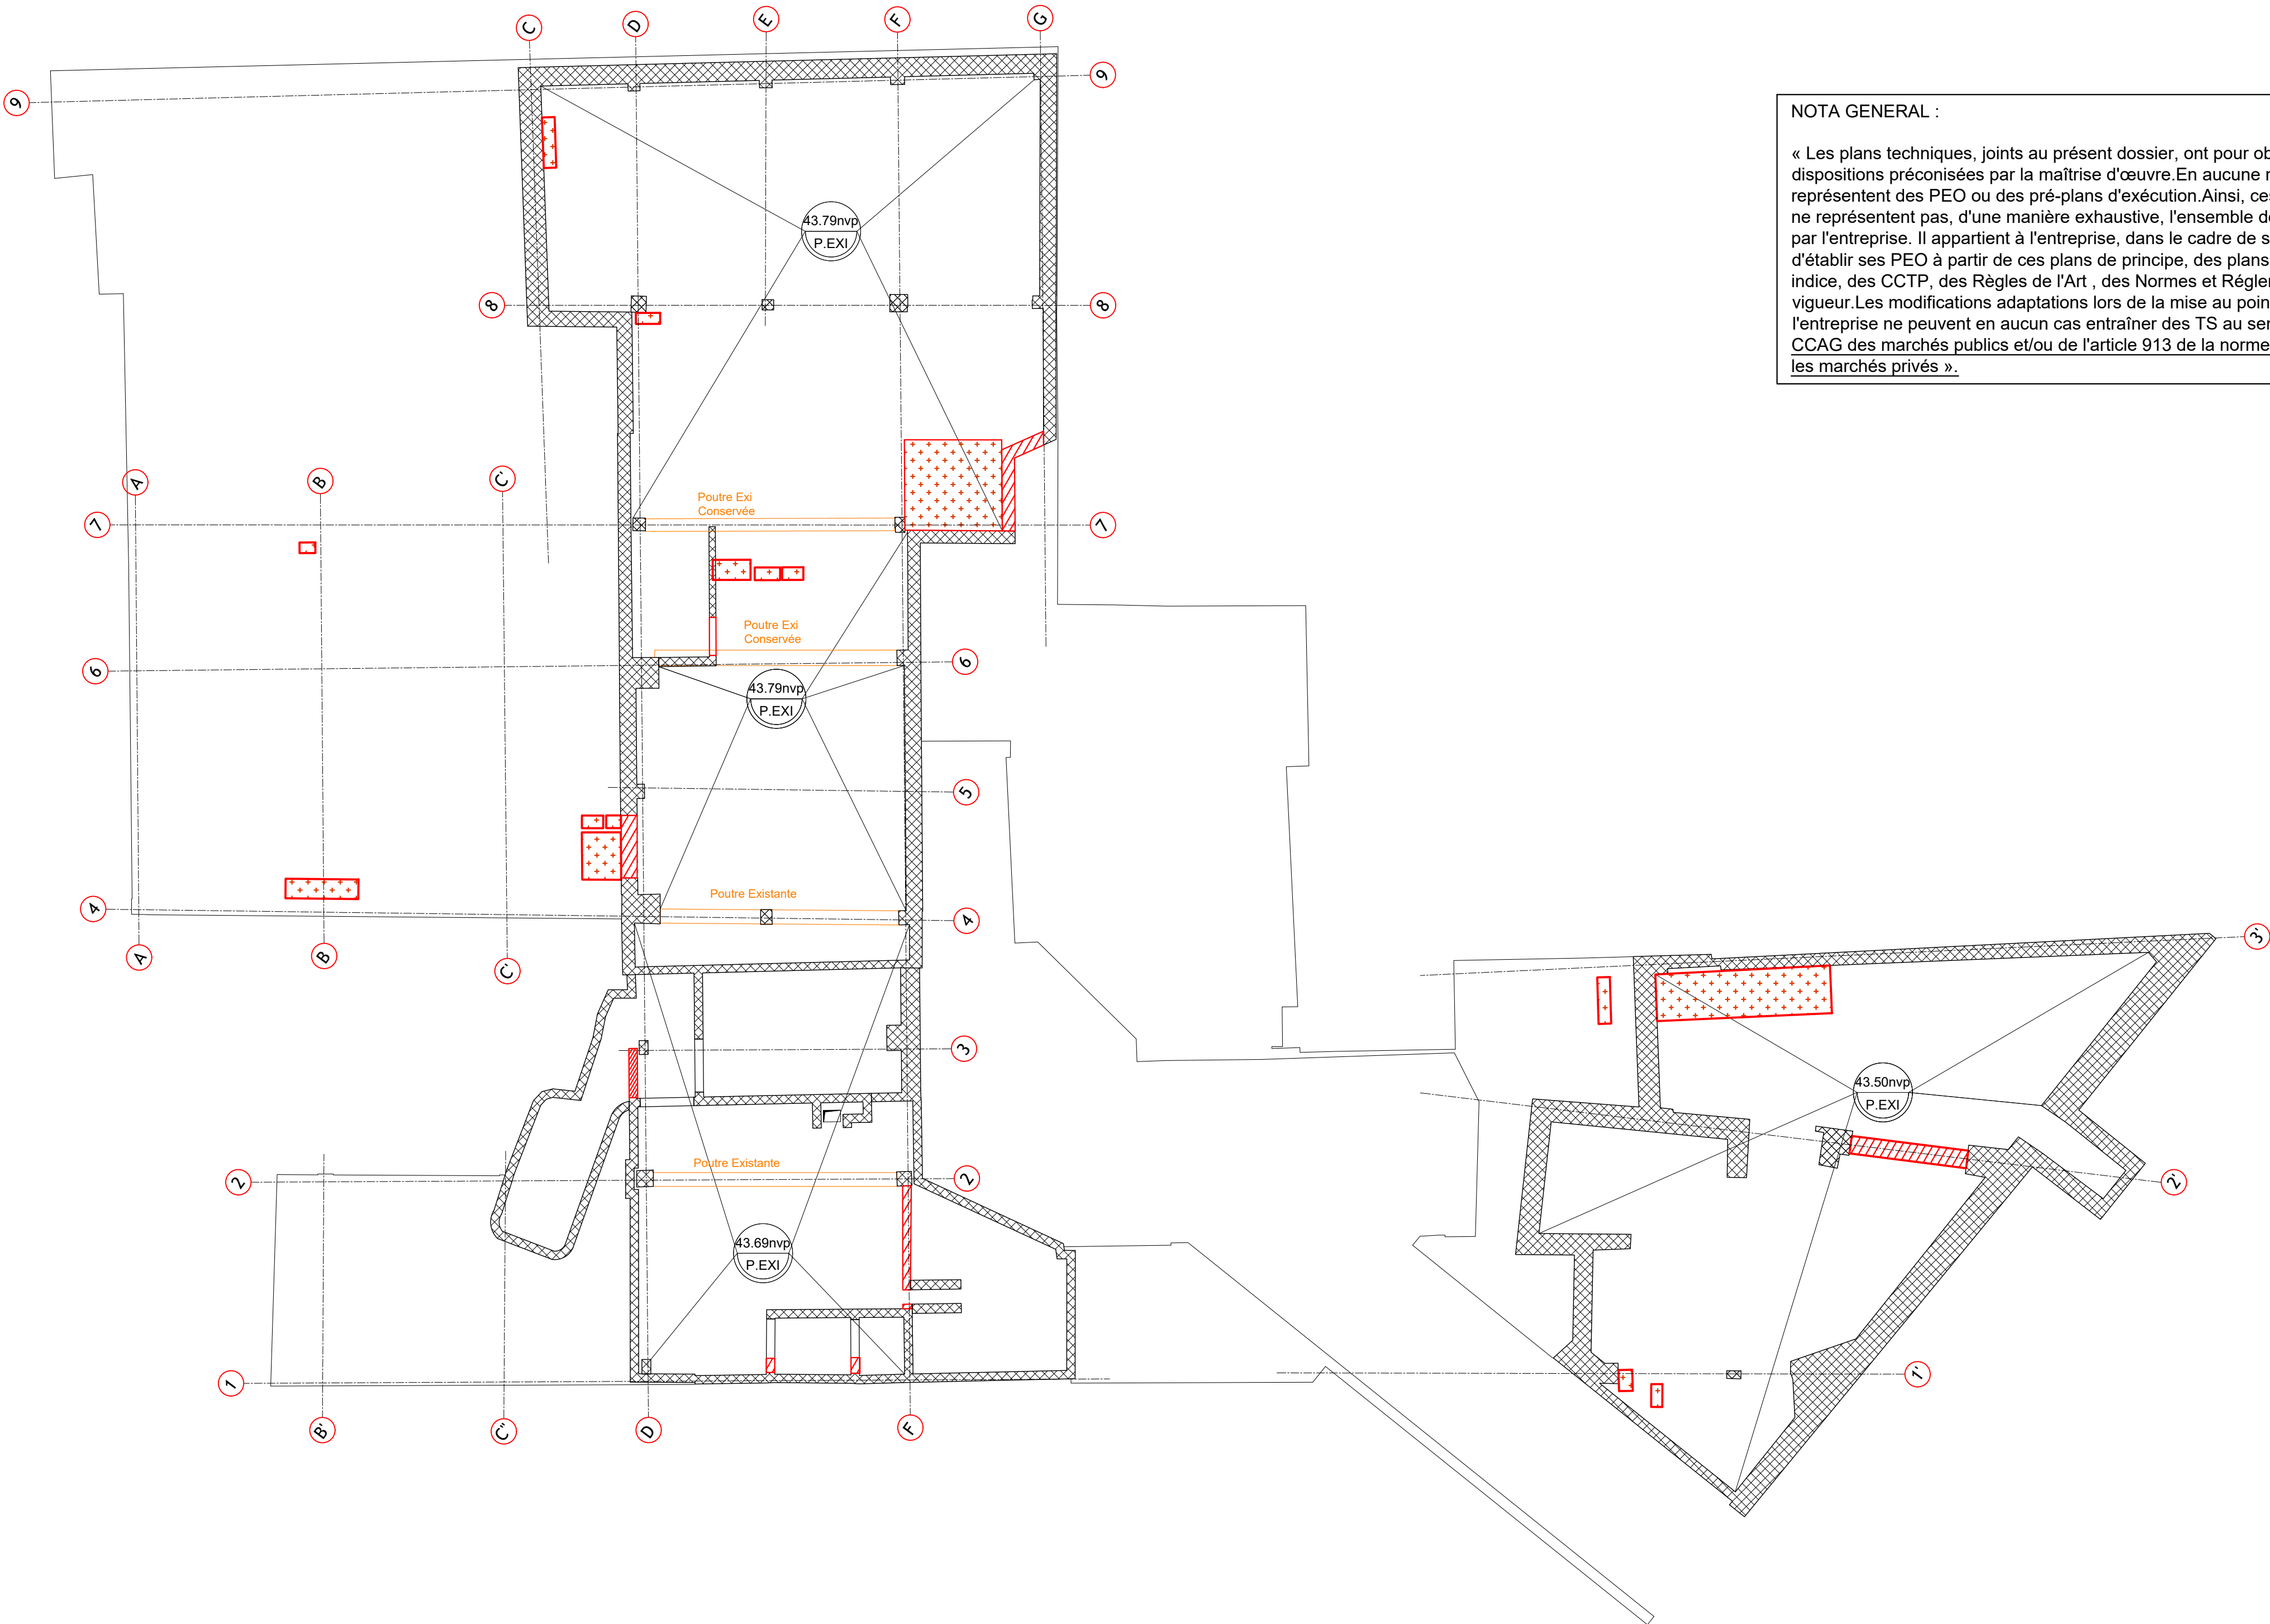 C
D
E
F
G
9
9
NOTA GENERAL :
« Les plans techniques, joints au présent dossier, ont pour
dispositions préconisées par la maîtrise d'œuvre.En aucune
représentent des PEO ou des pré-plans d'exécution.Ainsi,
ne représentent pas, d'une manière exhaustive, l'ensemble
par l'entreprise. Il appartient à l'entreprise, dans le cadre de
d'établir ses PEO à partir de ces plans de principe, des plans
indice, des CCTP, des Règles de l'Art , des Normes et
vigueur.Les modifications adaptations lors de la mise au
l'entreprise ne peuvent en aucun cas entraîner des TS au
CCAG des marchés publics et/ou de l'article 913 de la norme
les marchés privés ».
43.79nvp
P.EXI
8
8
A
B
C'
Poutre Exi
Conservée
7
7
Poutre Exi
Conservée
6
6
43.79nvp
P.EXI
5
Poutre Existante
4
4
A
B
C'
3'
3
43.50nvp
P.EXI
Poutre Existante
2
2
2'
43.69nvp
P.EXI
1
1'
B'
C"
D
F